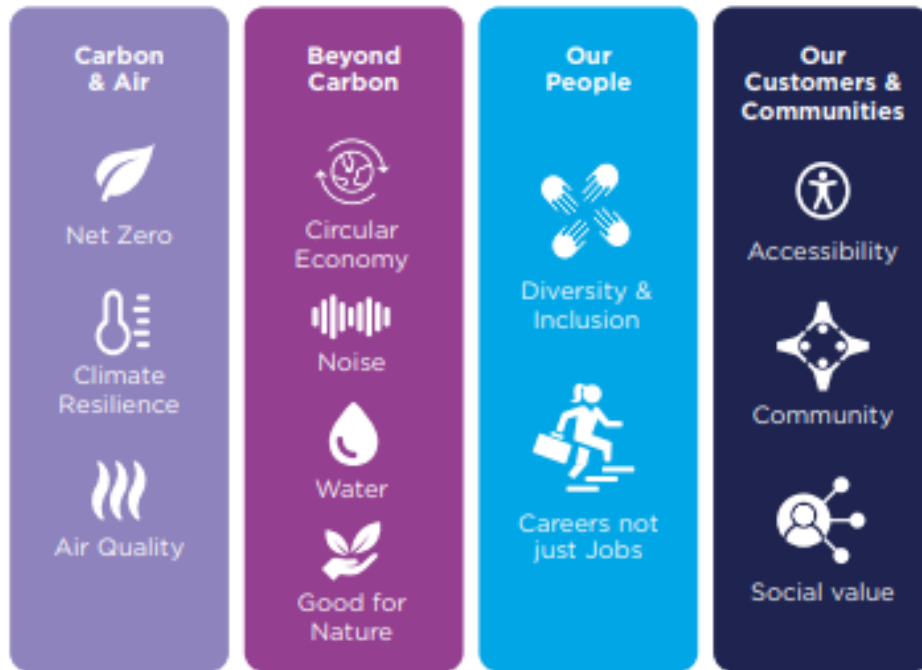 Carbon
& Air
Net Zero
Climate
Resilience
Air Quality
Beyond
Carbon
Circular
Economy
Noise
Water
Good for
Nature
Our
People
Diversity &
Inclusion
Careers not
just Jobs
Our
Customers &
Communities
Accessibility
Community
Social value